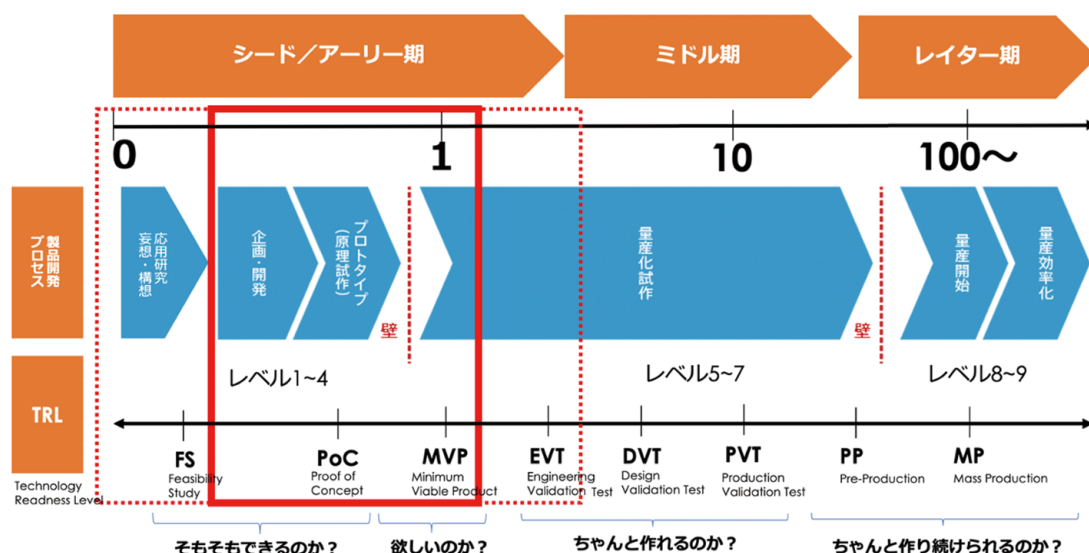 シード／アーリー期
ミドル期
レイター期
0
1
10
100～
製品開発
プロセス
応用研究
妄想・構想
企画・開発
プロトタイプ
（原理試作）
壁
量産化試作
壁
量産開始
量産効率化
TRL
レベル1~4
レベル5~7
レベル8~9
Technology
Readness Level
FS
Feasibility
Study
PoC
Proof of
Concept
MVP
Minimum
Viable Product
EVT
Engineering
Validation Test
DVT
Design
Validation Test
PVT
Production
Validation Test
PP
Pre-Production
MP
Mass Production
そもそもできるのか？
欲しいのか？
ちゃんと作れるのか？
ちゃんと作り続けられるのか？